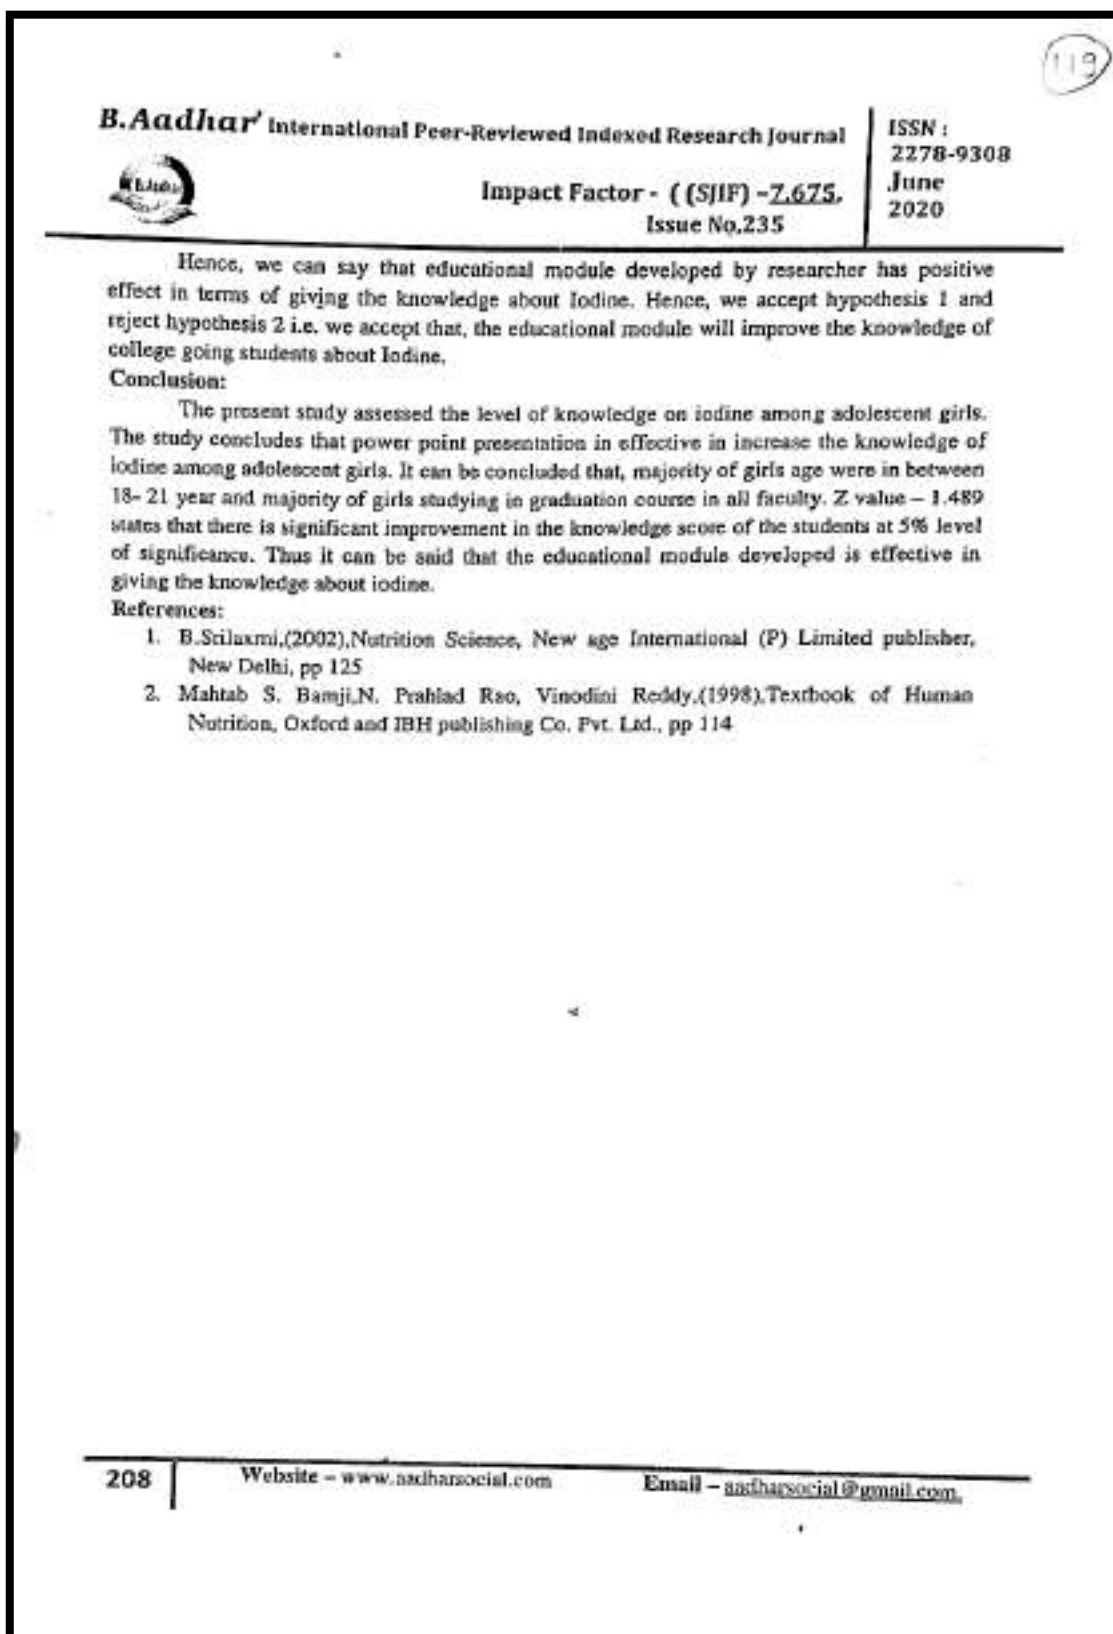 119
B.Aadhar' International Peer-Reviewed Indexed Research Journal
ISSN :
2278-9308
June
2020
B.Aadhar
Impact Factor - ( (SJIF) –7.675,
Issue No,235
Hence, we can say that educational module developed by researcher has positive
effect in terms of giving the knowledge about Iodine. Hence, we accept hypothesis 1 and
reject hypothesis 2 i.e. we accept that, the educational module will improve the knowledge of
college going students about Iodine.
Conclusion:
The present study assessed the level of knowledge on iodine among adolescent girls.
The study concludes that power point presentation in effective in increase the knowledge of
iodine among adolescent girls. It can be concluded that, majority of girls age were in between
18- 21 year and majority of girls studying in graduation course in all faculty. Z value – 1.489
states that there is significant improvement in the knowledge score of the students at 5% level
of significance. Thus it can be said that the educational module developed is effective in
giving the knowledge about iodine.
References:
1. B.Srilaxmi,(2002),Nutrition Science, New age International (P) Limited publisher,
New Delhi, pp 125
2. Mahtab S. Bamji,N. Prahlad Rao, Vinodini Reddy,(1998),Textbook of Human
Nutrition, Oxford and IBH publishing Co. Pvt. Ltd., pp 114
208
Website – www.aadharsocial.com
Email – aadharsocial@gmail.com.